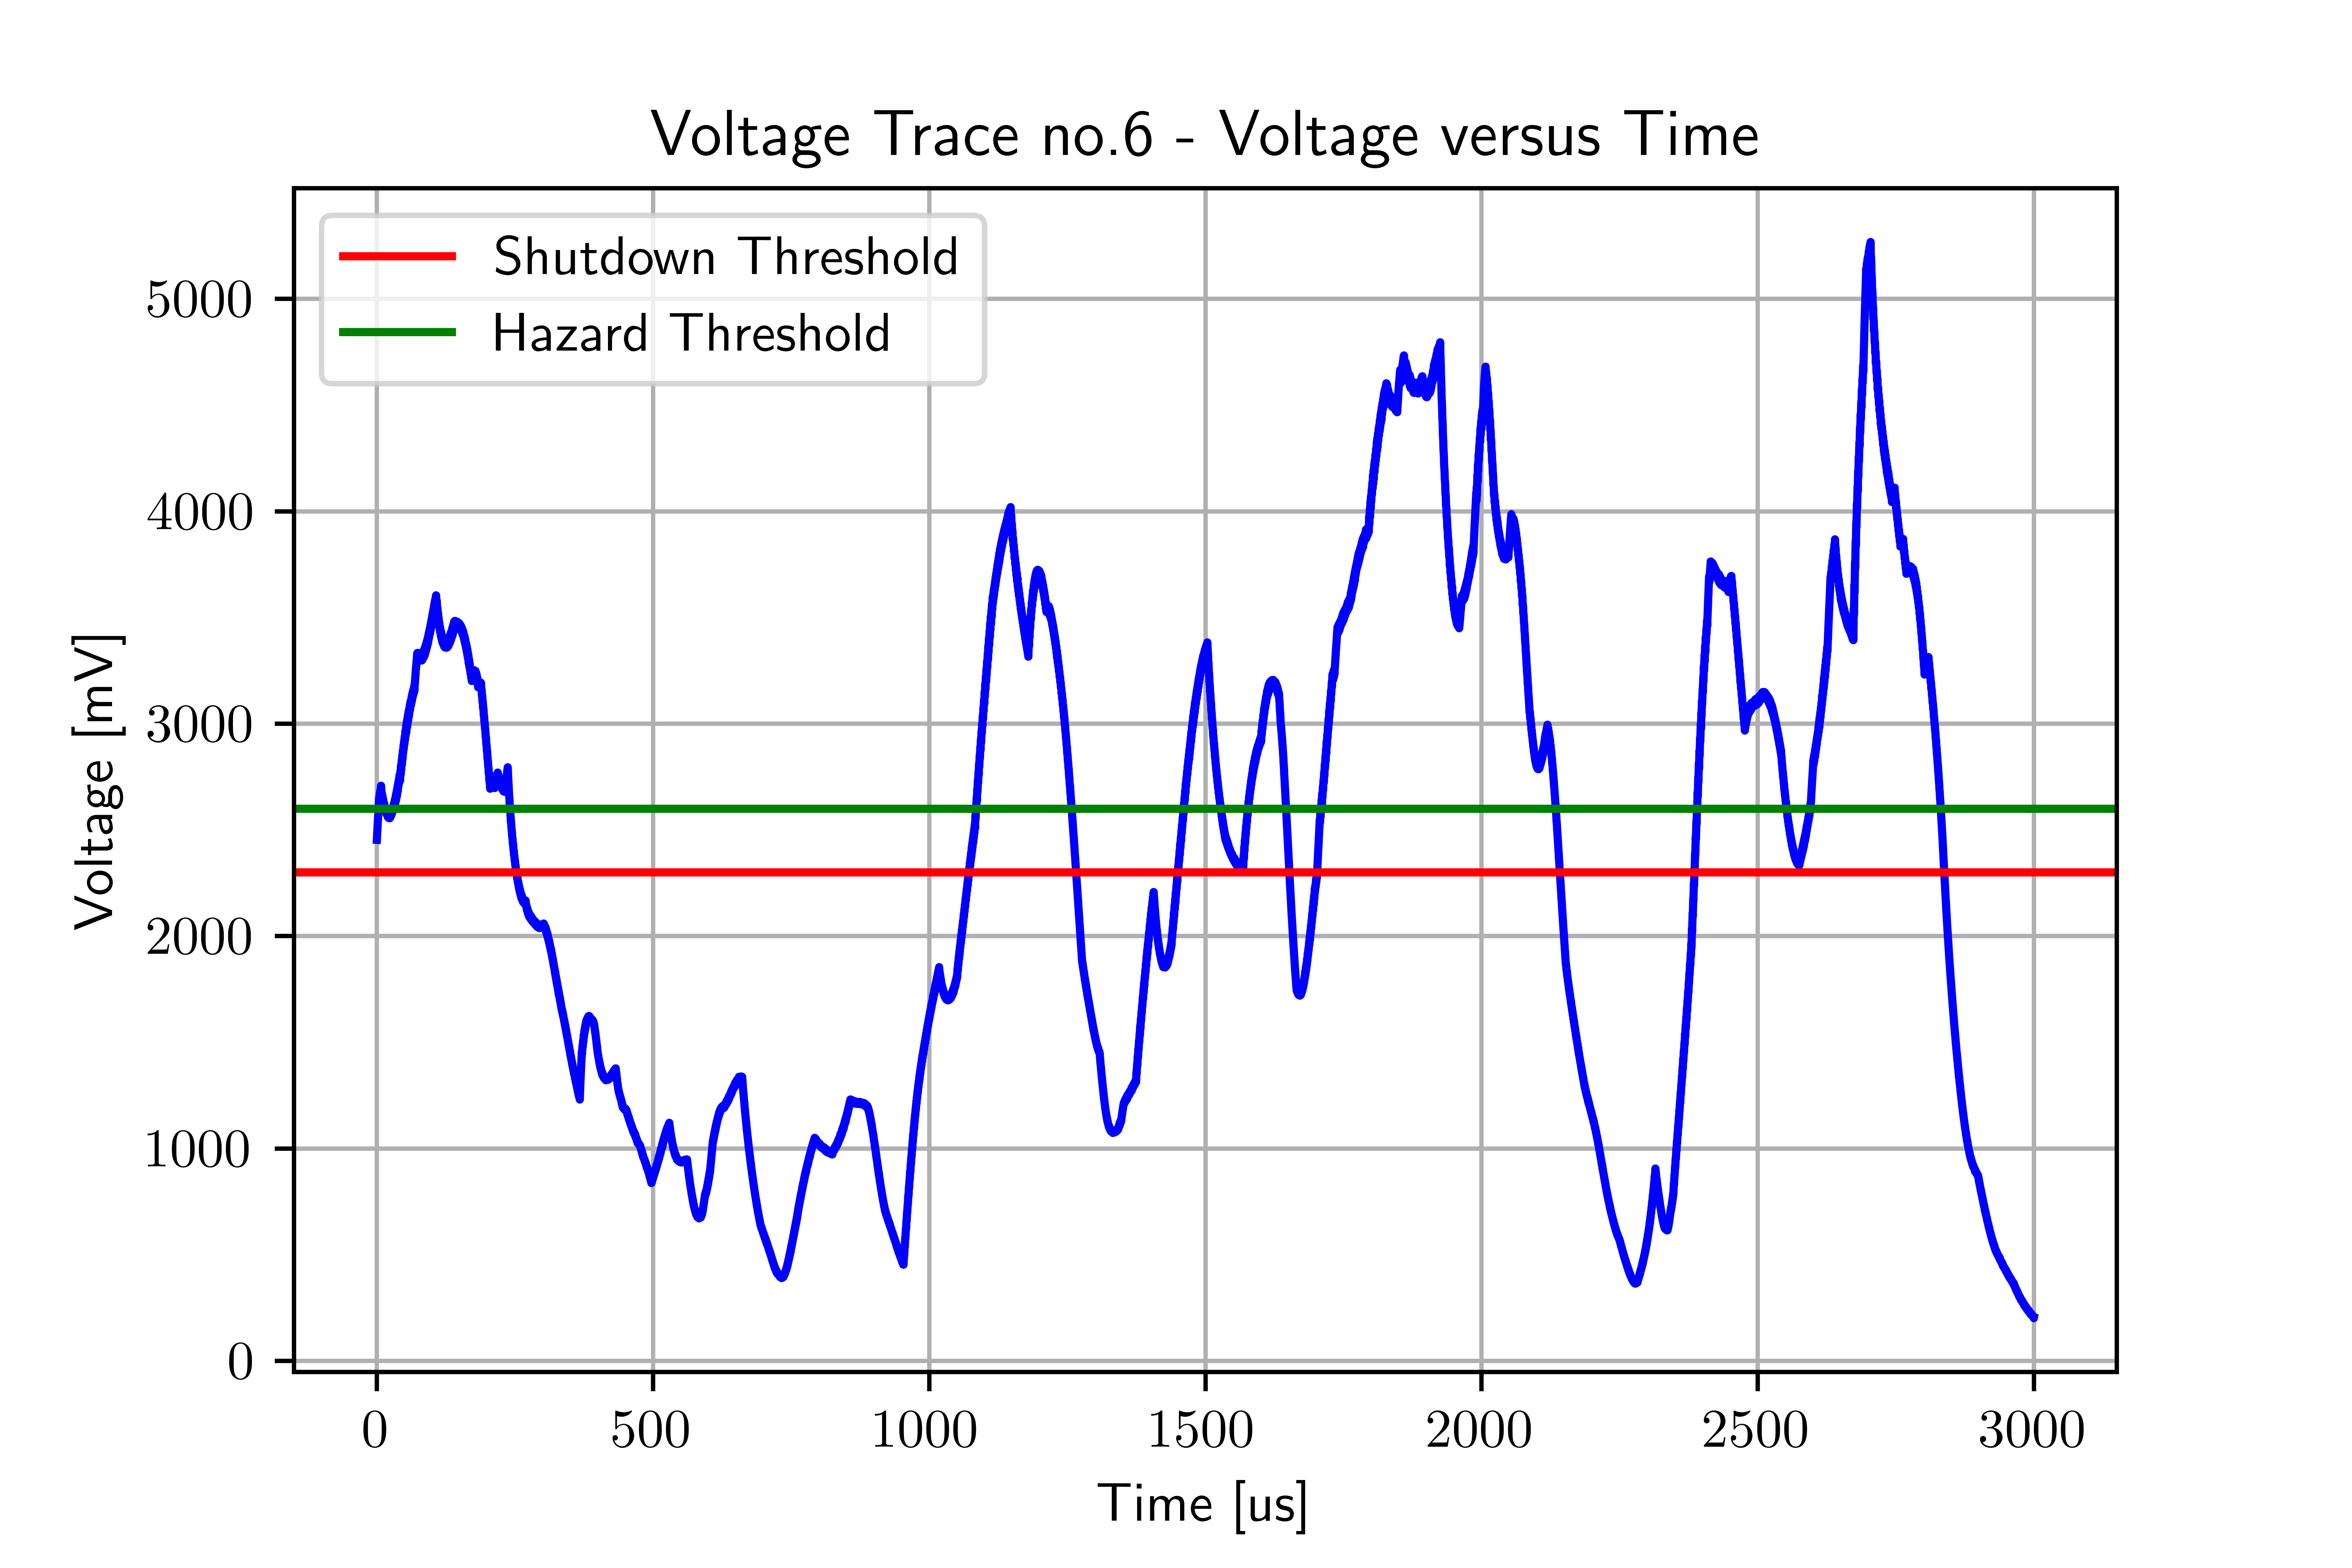 Voltage Trace no.6 - Voltage versus Time
Shutdown Threshold
Hazard Threshold
Voltage [mV]
5000
4000
3000
2000
1000
0
0 500 1000 1500 2000 2500 3000
Time [us]